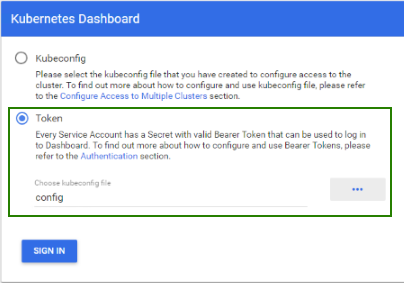 Kubernetes Dashboard
Kubeconfig
Please select the kubeconfig file that you have created to configure access to the
cluster. To find out more about how to configure and use kubeconfig file, please refer
to the Configure Access to Multiple Clusters section.
Token
Every Service Account has a Secret with valid Bearer Token that can be used to log in
to Dashboard. To find out more about how to configure and use Bearer Tokens, please
refer to the Authentication section.
Choose kubeconfig file
config
...
SIGN IN